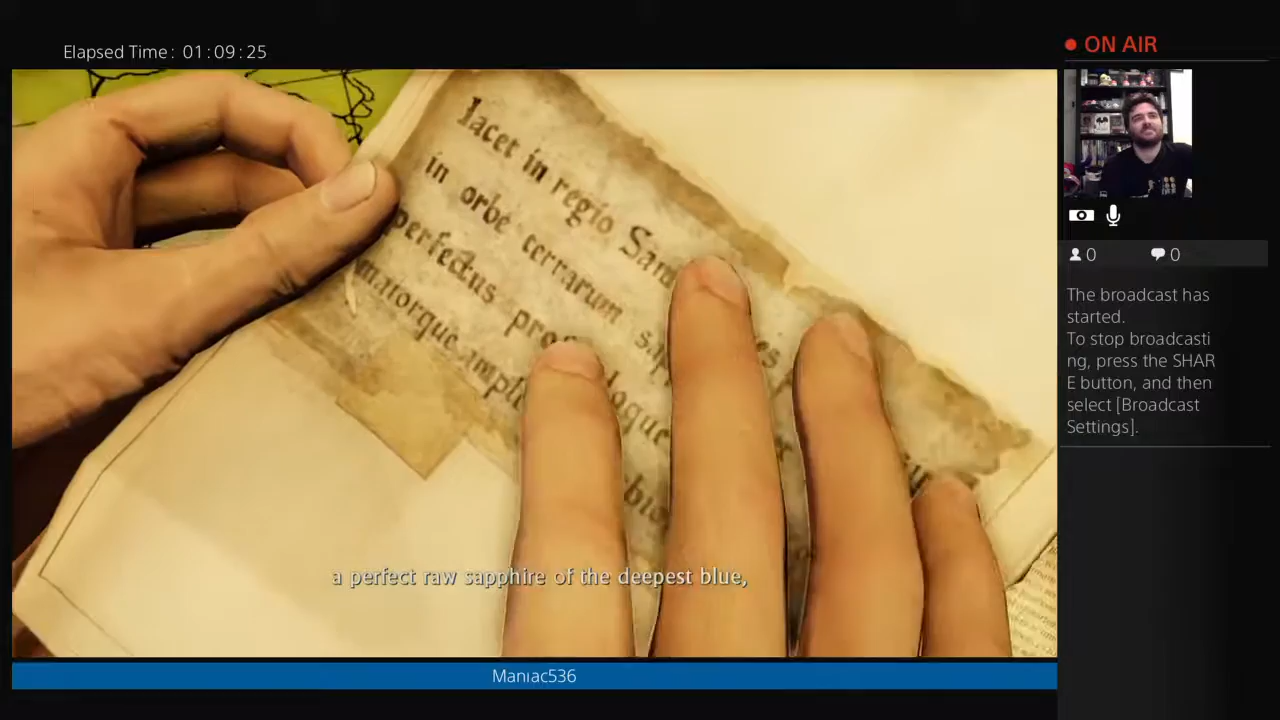 Elapsed Time: 01:09:25
ON AIR
Iacet in regio
in orbe terrarum
perfectus
maiorque
a perfect raw sapphire of the deepest blue,
0
0
The broadcast has
started.
To stop broadcasti
ng, press the SHAR
E button, and then
select [Broadcast
Settings].
Maniac536